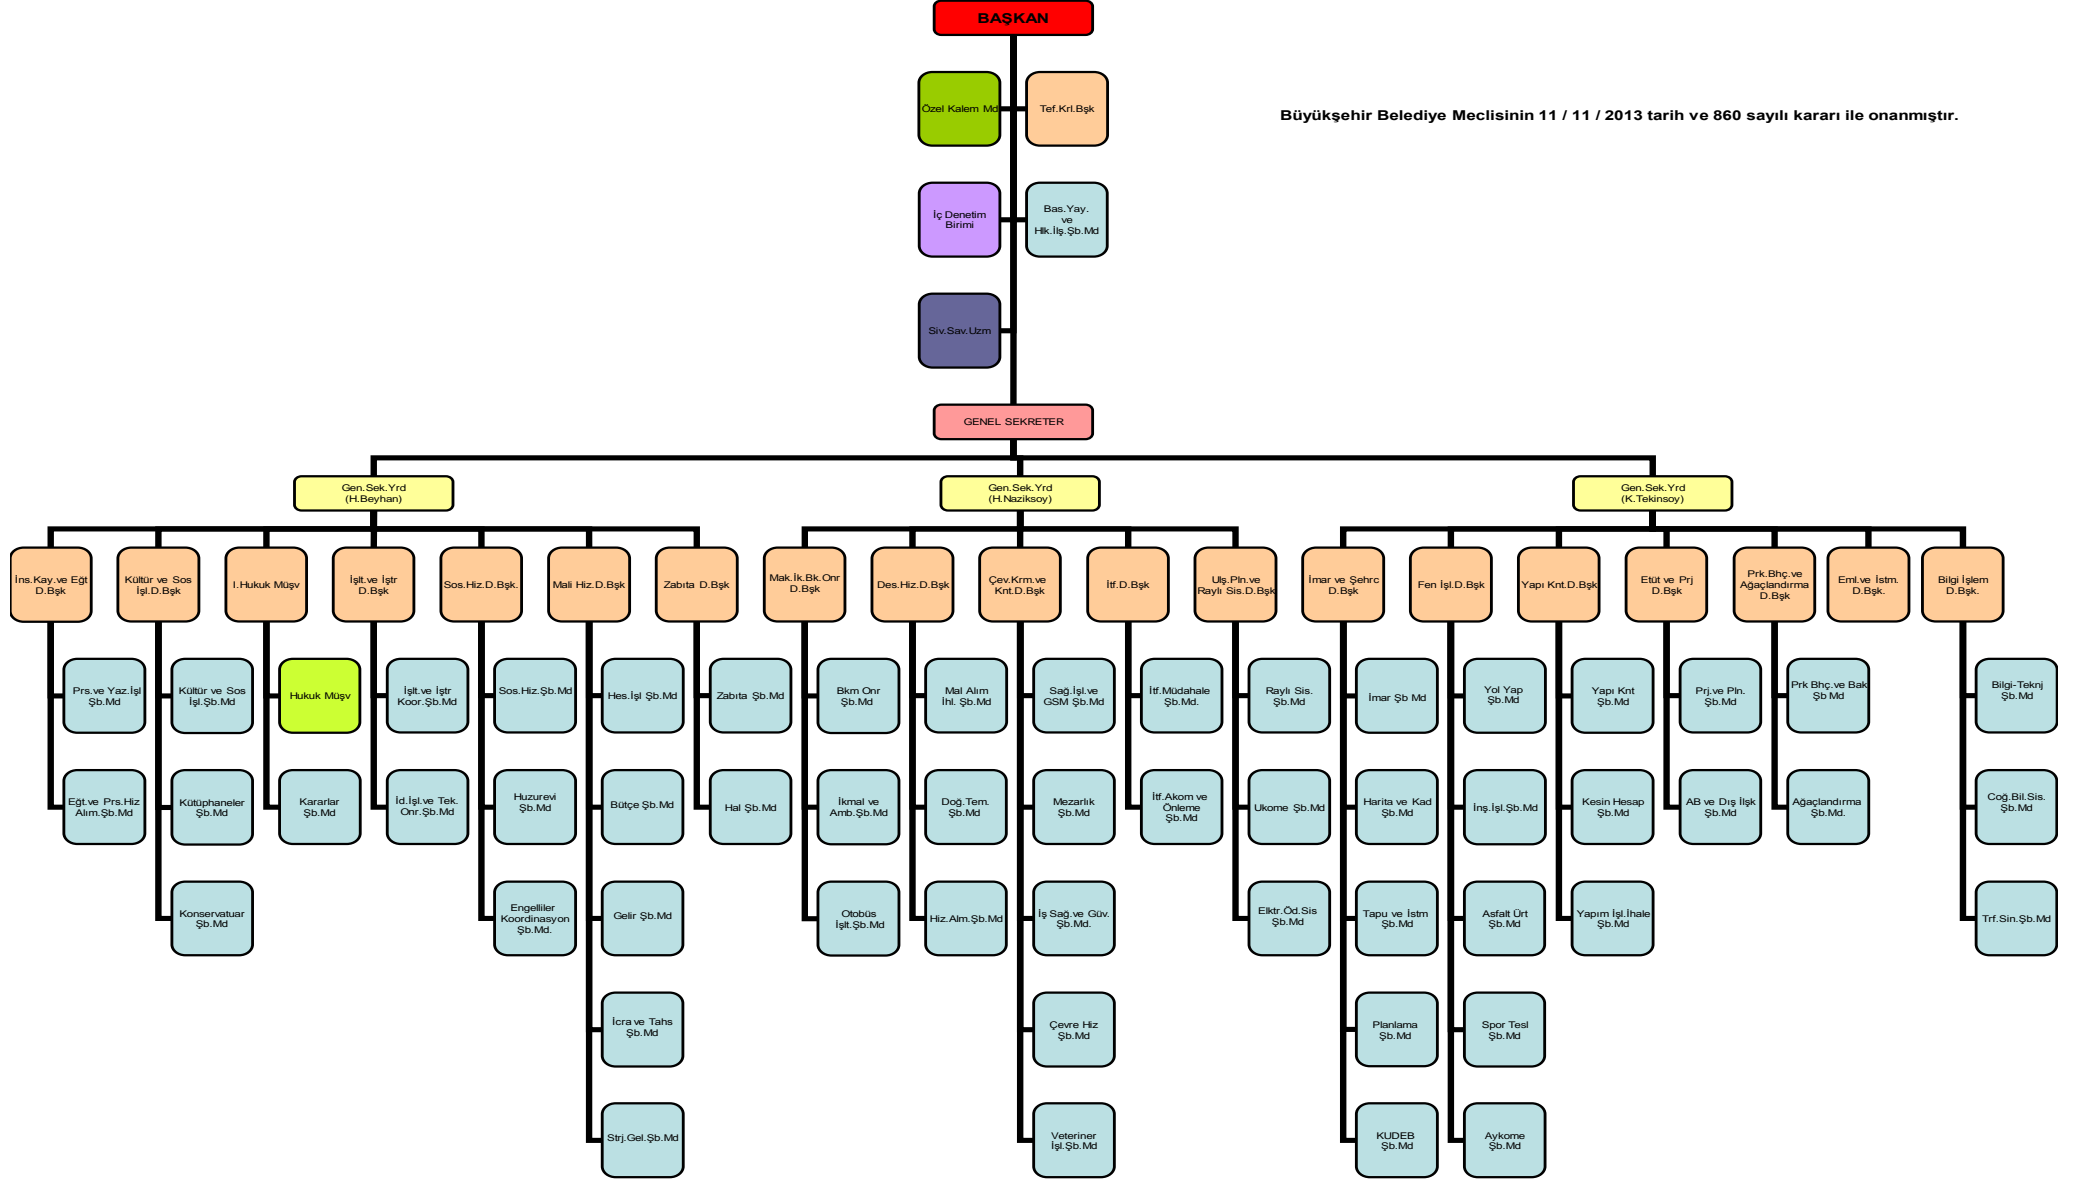 BAŞKAN
Özel Kalem Md
Tef.Krl.Bşk
Büyükşehir Belediye Meclisinin 11 / 11 / 2013 tarih ve 860 sayılı kararı ile onanmıştır.
İç Denetim
Birimi
Bas.Yay.
ve
Hlk.İlş.Şb.Md
Siv.Sav.Uzm
GENEL SEKRETER
Gen.Sek.Yrd
(H.Beyhan)
Gen.Sek.Yrd
(H.Naziksoy)
Gen.Sek.Yrd
(K.Tekinsoy)
İns.Kay.ve Eğt
D.Bşk
Kültür ve Sos
İşl.D.Bşk
I.Hukuk Müşv
İşlt.ve İştr
D.Bşk
Sos.Hiz.D.Bşk.
Mali Hiz.D.Bşk
Zabıta D.Bşk
Mak.İk.Bk.Onr
D.Bşk
Des.Hiz.D.Bşk
Çev.Krm.ve
Knt.D.Bşk
İtf.D.Bşk
Ulş.Pln.ve
Raylı Sis.D.Bşk
İmar ve Şehrc
D.Bşk
Fen İşl.D.Bşk
Yapı Knt.D.Bşk
Etüt ve Prj
D.Bşk
Prk.Bhç.ve
Ağaçlandırma
D.Bşk
Eml.ve İstm.
D.Bşk.
Bilgi İşlem
D.Bşk.
Prs.ve Yaz.İşl
Şb.Md
Kültür ve Sos
İşl.Şb.Md
Hukuk Müşv
İşlt.ve İştr
Koor.Şb.Md
Sos.Hiz.Şb.Md
Hes.İşl Şb.Md
Zabıta Şb.Md
Bkm Onr
Şb.Md
Mal Alım
İhl. Şb.Md
Sağ.İşl.ve
GSM Şb.Md
İtf.Müdahale
Şb.Md.
Raylı Sis.
Şb.Md
İmar Şb Md
Yol Yap
Şb.Md
Yapı Knt
Şb.Md
Prj.ve Pln.
Şb.Md
Prk Bhç.ve Bak
Şb Md
Bilgi-Teknj
Şb.Md
Eğt.ve Prs.Hiz
Alım.Şb.Md
Kütüphaneler
Şb.Md
Kararlar
Şb.Md
İd.İşl.ve Tek.
Onr.Şb.Md
Huzurevi
Şb.Md
Bütçe Şb.Md
Hal Şb.Md
İkmal ve
Amb.Şb.Md
Doğ.Tem.
Şb.Md
Mezarlık
Şb.Md
İtf.Akom ve
Önleme
Şb.Md
Ukome Şb.Md
Harita ve Kad
Şb.Md
İnş.İşl.Şb.Md
Kesin Hesap
Şb.Md
AB ve Dış İlşk
Şb.Md
Ağaçlandırma
Şb.Md.
Coğ.Bil.Sis.
Şb.Md
Konservatuar
Şb.Md
Engelliler
Koordinasyon
Şb.Md.
Gelir Şb.Md
Otobüs
İşlt.Şb.Md
Hiz.Alm.Şb.Md
İş Sağ.ve Güv.
Şb.Md.
Elktr.Öd.Sis
Şb.Md
Tapu ve İstm
Şb.Md
Asfalt Ürt
Şb.Md
Yapım İşl.İhale
Şb.Md
Trf.Sin.Şb.Md
İcra ve Tahs
Şb.Md
Çevre Hiz
Şb.Md
Planlama
Şb.Md
Spor Tesl
Şb.Md
Strj.Gel.Şb.Md
Veteriner
İşl.Şb.Md
KUDEB
Şb.Md
Aykome
Şb.Md